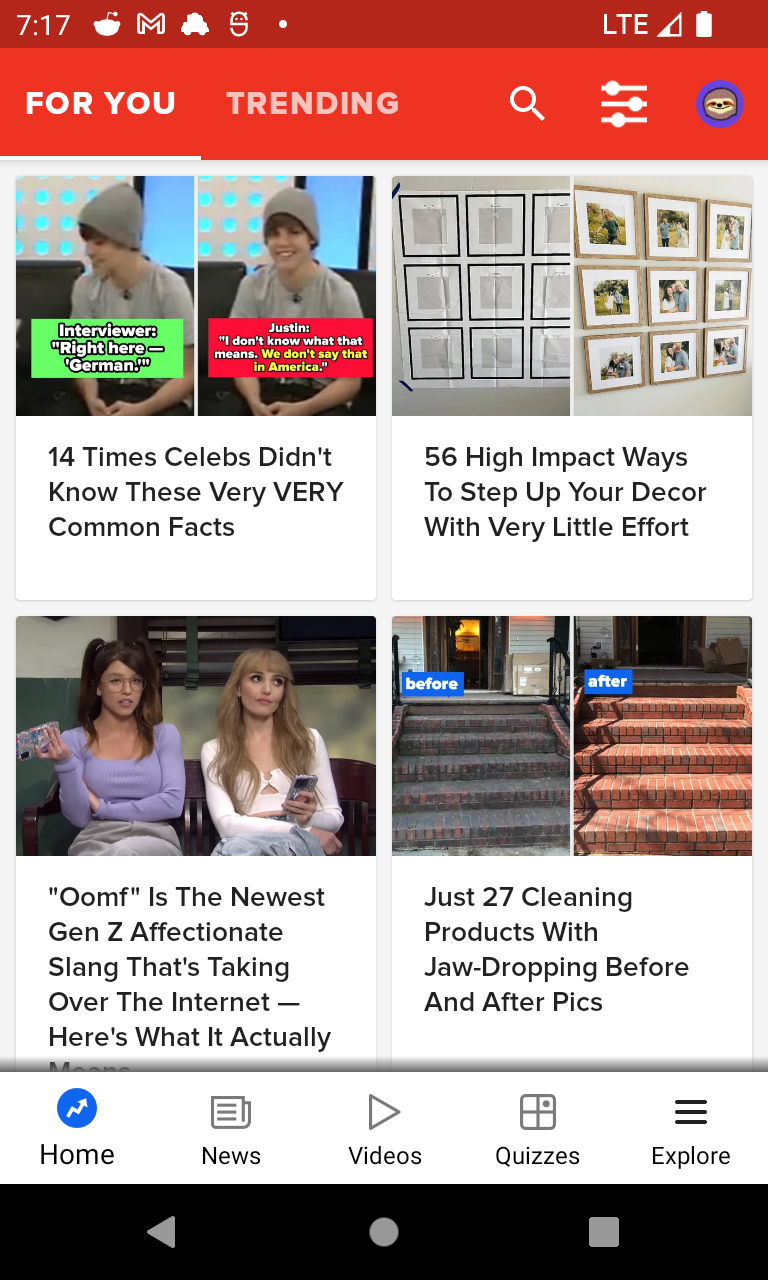 7:17
LTE
FOR YOU
TRENDING
Interviewer:
"Right here —
'German.'"
Justin:
"I don't know what that
means. We don't say that
in America."
14 Times Celebs Didn't
Know These Very VERY
Common Facts
56 High Impact Ways
To Step Up Your Decor
With Very Little Effort
before
after
"Oomf" Is The Newest
Gen Z Affectionate
Slang That's Taking
Over The Internet —
Here's What It Actually
Means
Just 27 Cleaning
Products With
Jaw-Dropping Before
And After Pics
Home
News
Videos
Quizzes
Explore